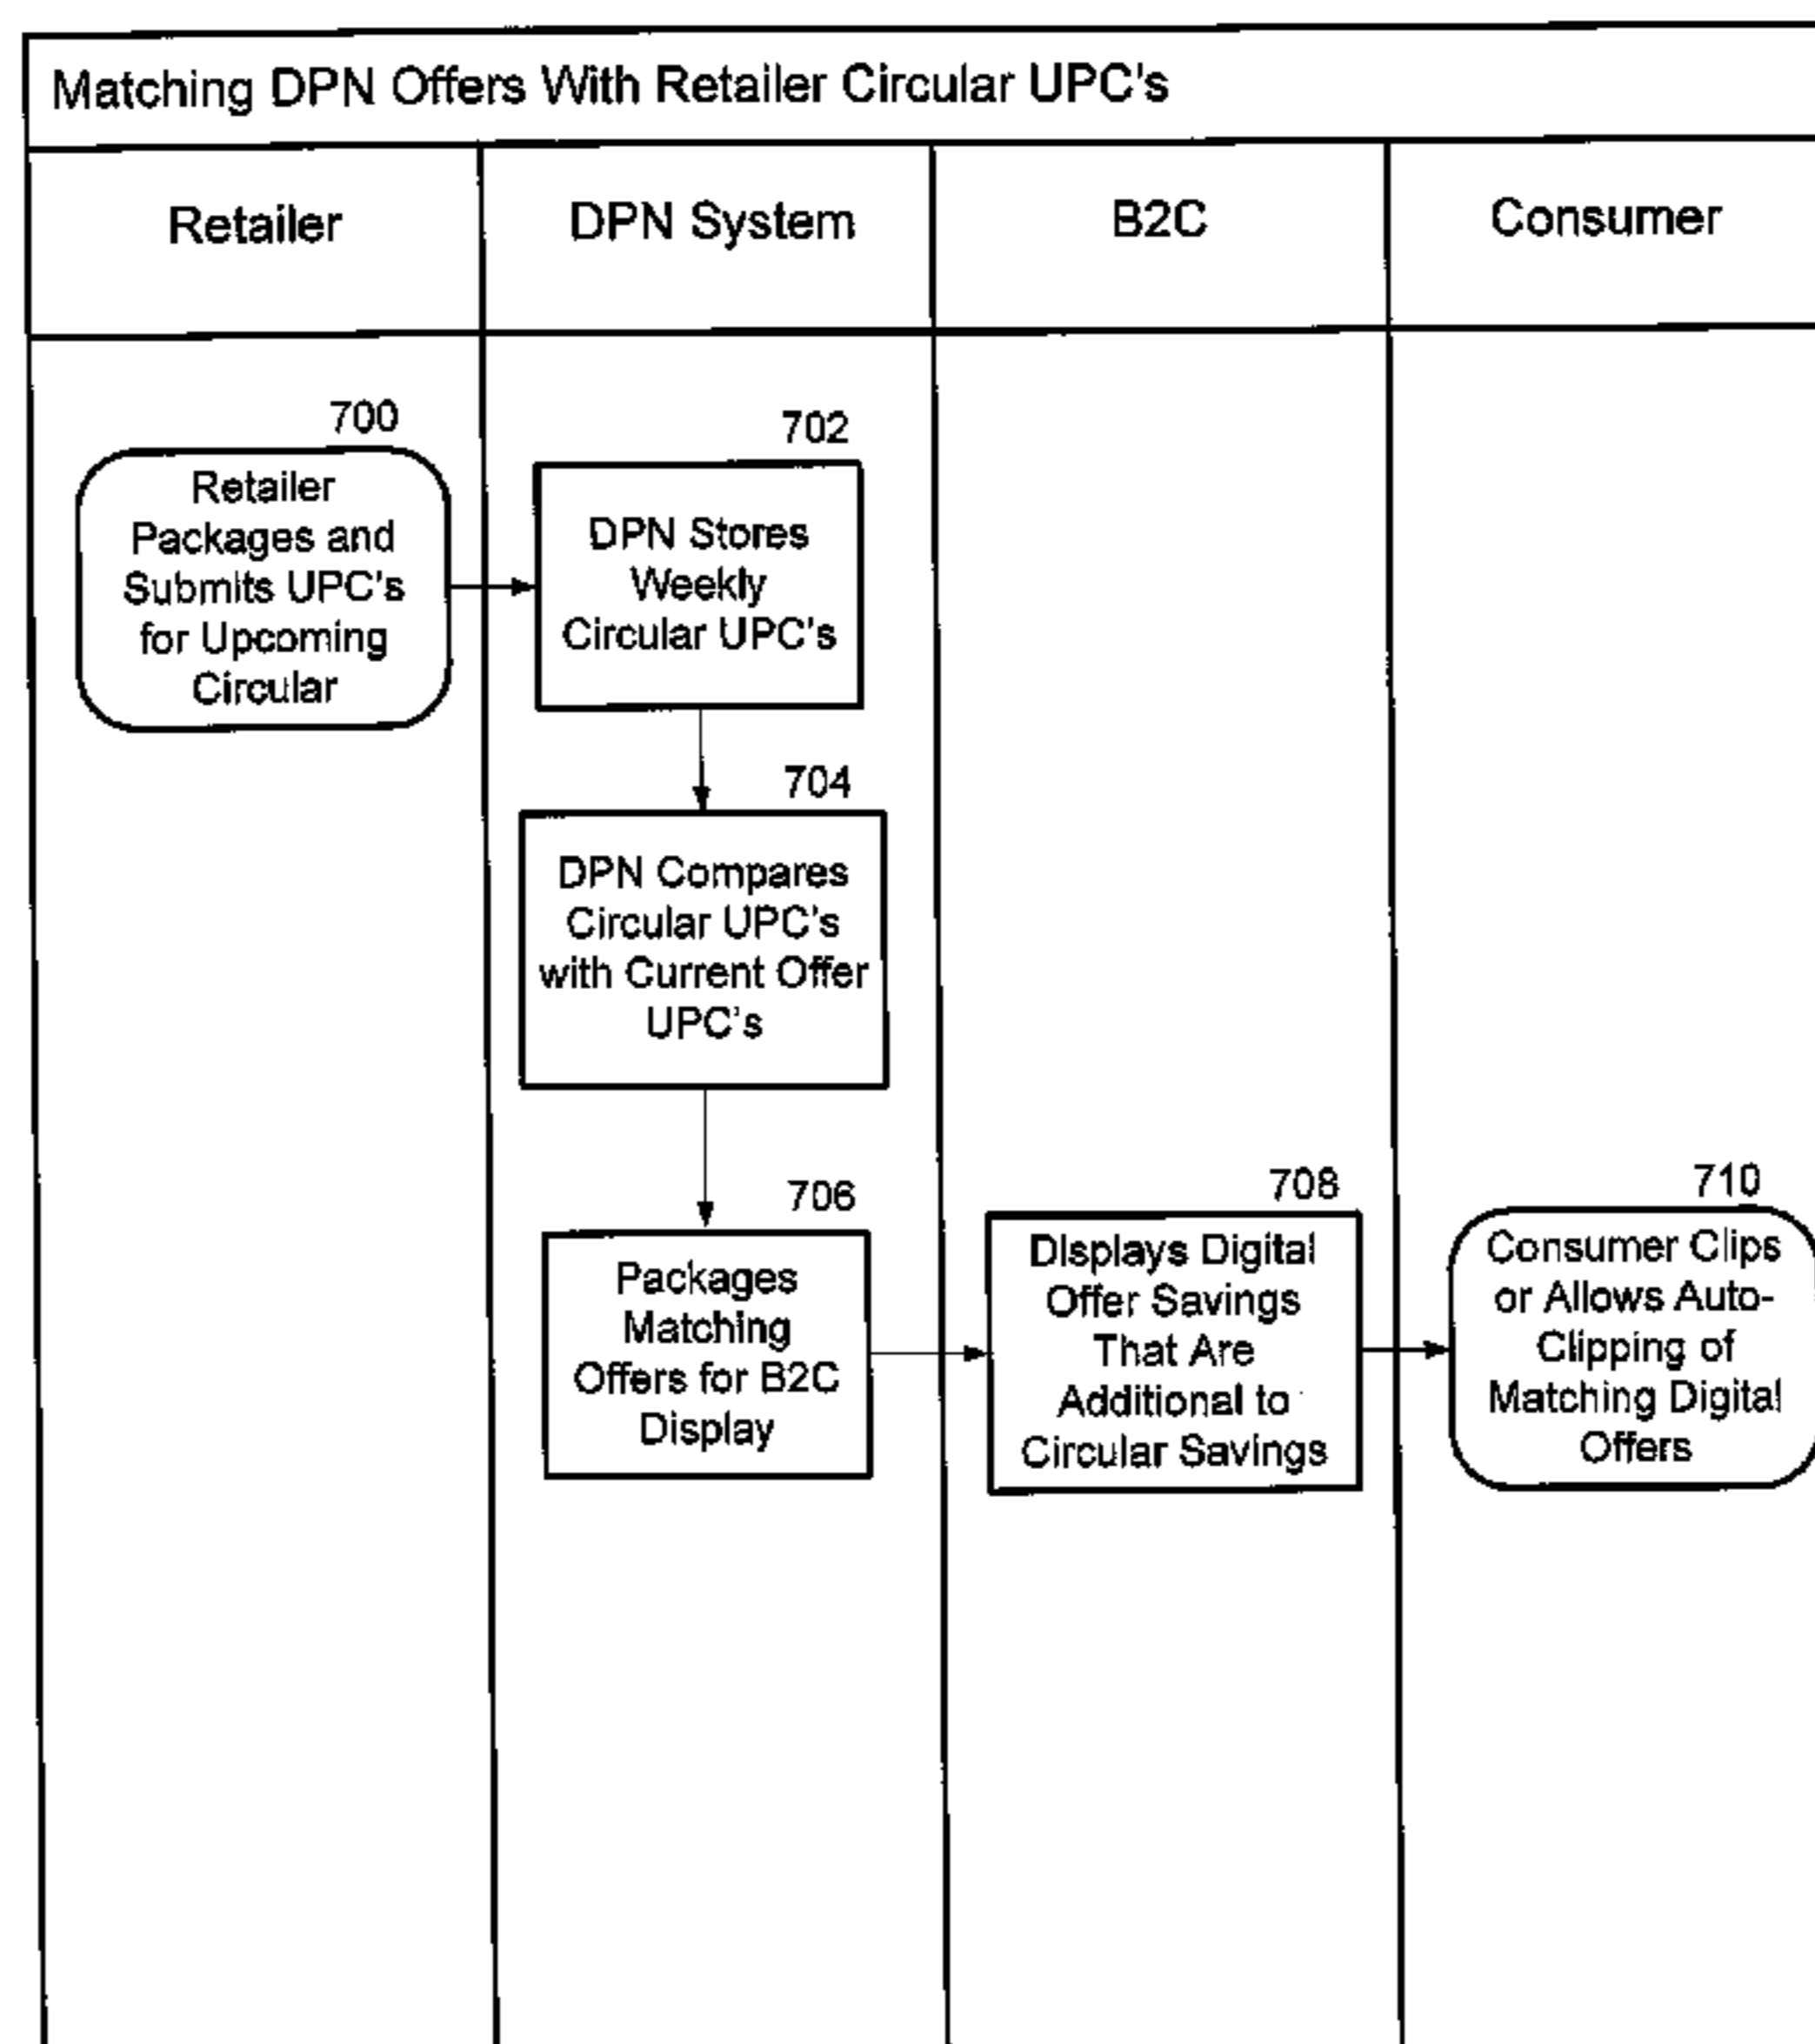 Matching DPN Offers With Retailer Circular UPC's
Retailer
DPN System
B2C
Consumer
700
Retailer
Packages and
Submits UPC's
for Upcoming
Circular
702
DPN Stores
Weekly
Circular UPC's
704
DPN Compares
Circular UPC's
with Current Offer
UPC's
706
Packages
Matching
Offers for B2C
Display
708
Displays Digital
Offer Savings
That Are
Additional to
Circular Savings
710
Consumer Clips
or Allows Auto-
Clipping of
Matching Digital
Offers